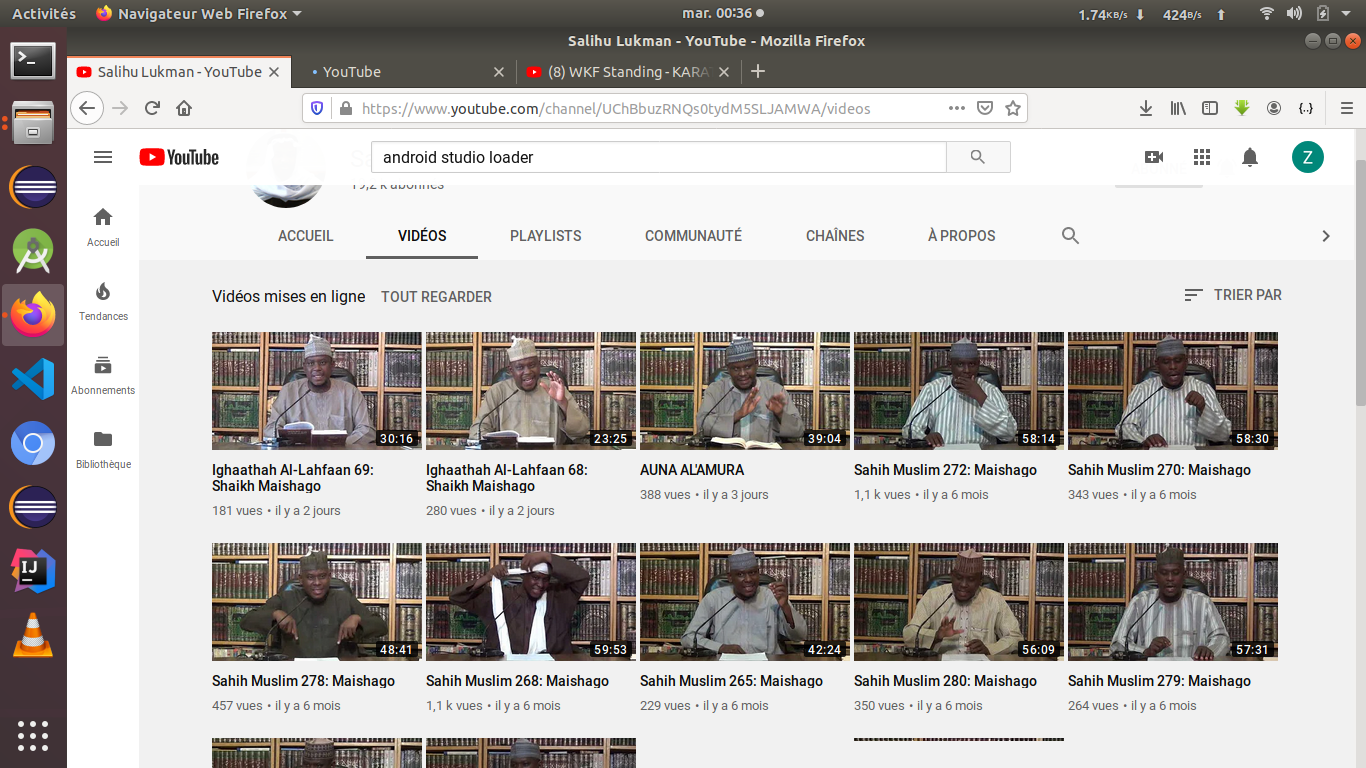 Activités Navigateur Web Firefox mar. 00:36 1.74KB/s 424B/s
Salihu Lukman - YouTube - Mozilla Firefox
Salihu Lukman - YouTube YouTube (8) WKF Standing - KARA
https://www.youtube.com/channel/UChBbuzRNQs0tydM5SLJAMWA/videos
YouTube android studio loader Z
19,2 k abonnés
ACCUEIL VIDÉOS PLAYLISTS COMMUNAUTÉ CHAÎNES À PROPOS
Accueil
Tendances
Abonnements
Bibliothèque
Vidéos mises en ligne TOUT REGARDER TRIER PAR
30:16 23:25 39:04 58:14 58:30
Ighaathah Al-Lahfaan 69: Shaikh Maishago
181 vues • il y a 2 jours
Ighaathah Al-Lahfaan 68: Shaikh Maishago
280 vues • il y a 2 jours
AUNA AL'AMURA
388 vues • il y a 3 jours
Sahih Muslim 272: Maishago
1,1 k vues • il y a 6 mois
Sahih Muslim 270: Maishago
343 vues • il y a 6 mois
48:41 59:53 42:24 56:09 57:31
Sahih Muslim 278: Maishago
457 vues • il y a 6 mois
Sahih Muslim 268: Maishago
1,1 k vues • il y a 6 mois
Sahih Muslim 265: Maishago
229 vues • il y a 6 mois
Sahih Muslim 280: Maishago
350 vues • il y a 6 mois
Sahih Muslim 279: Maishago
264 vues • il y a 6 mois